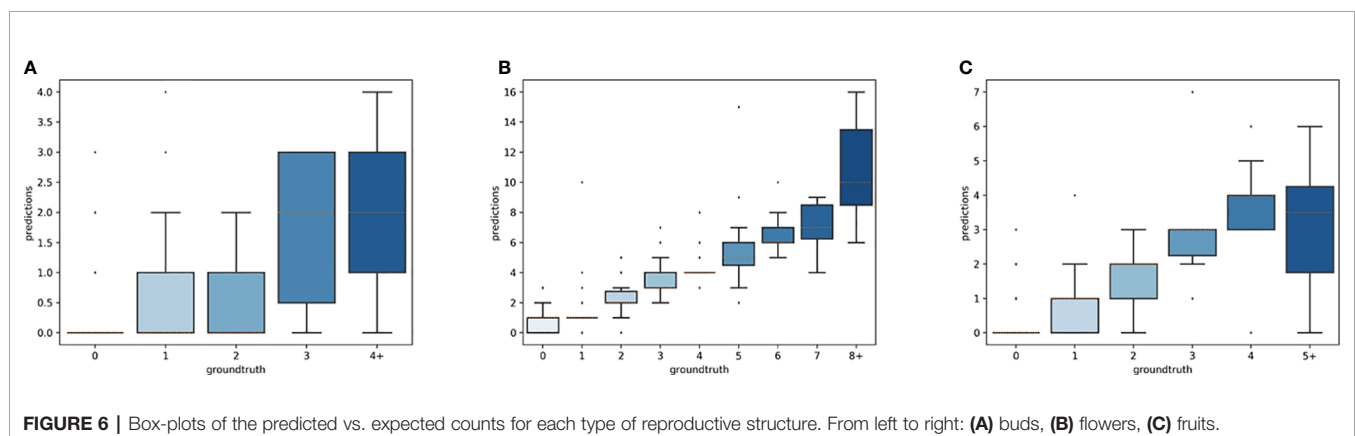 A
B
C
4.0
3.5
3.0
2.5
2.0
1.5
1.0
0.5
0.0
predictions
0 1 2 3 4+
groundtruth
16
14
12
10
8
6
4
2
0
predictions
0 1 2 3 4 5 6 7 8+
groundtruth
7
6
5
4
3
2
1
0
predictions
0 1 2 3 4 5+
groundtruth
FIGURE 6 | Box-plots of the predicted vs. expected counts for each type of reproductive structure. From left to right: (A) buds, (B) flowers, (C) fruits.